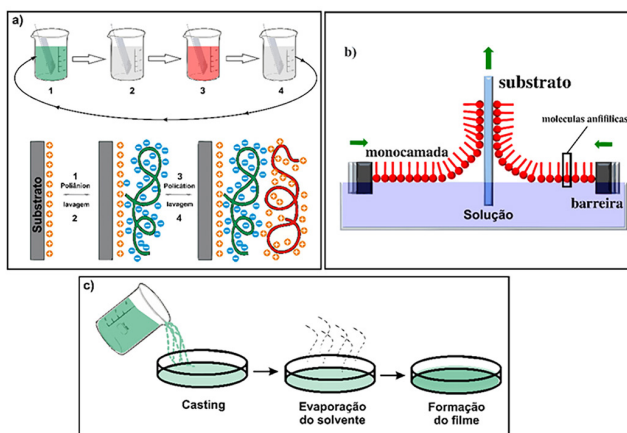 a)
1
2
3
4
Substrato
1
Poliânion
lavagem
2
3
Policátion
lavagem
4
b)
substrato
moleculas anfifílicas
monocamada
barreira
Solução
c)
Casting
Evaporação
do solvente
Formação
do filme